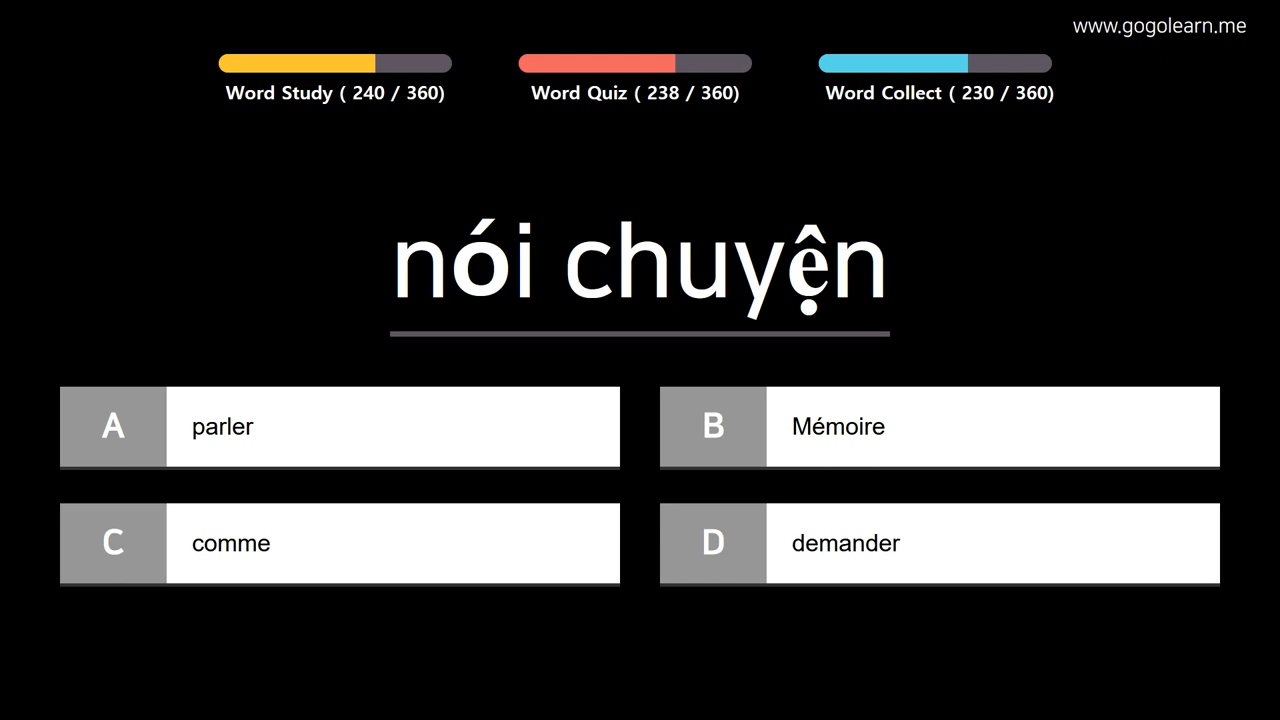 www.gogolearn.me
Word Study ( 240 / 360)
Word Quiz ( 238 / 360)
Word Collect ( 230 / 360)
nói chuyện
A parler
B Mémoire
C comme
D demander